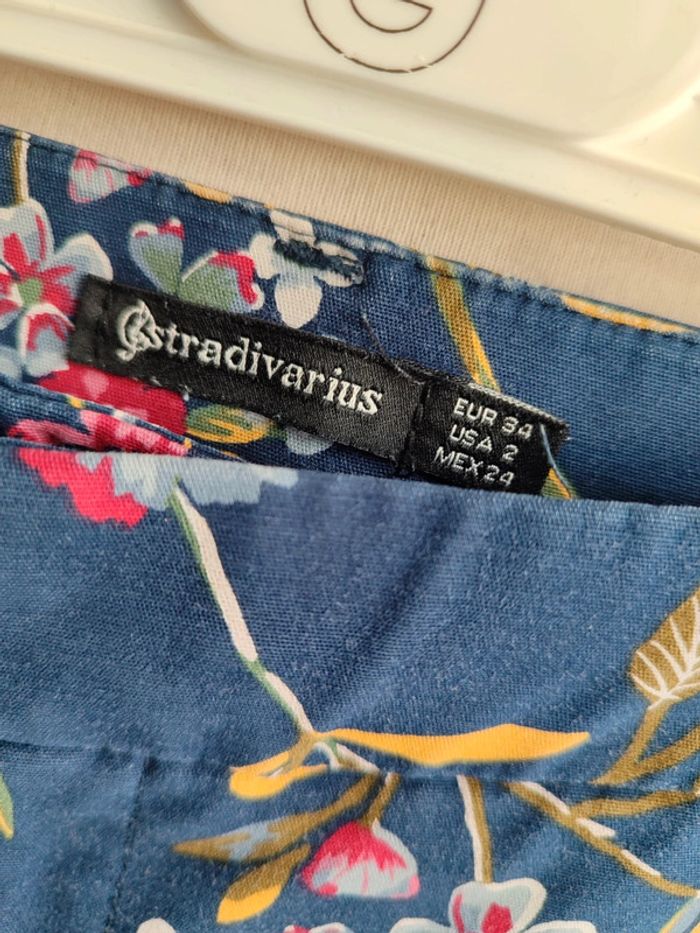 stradivarius
EUR 34
USA 2
MEX 24